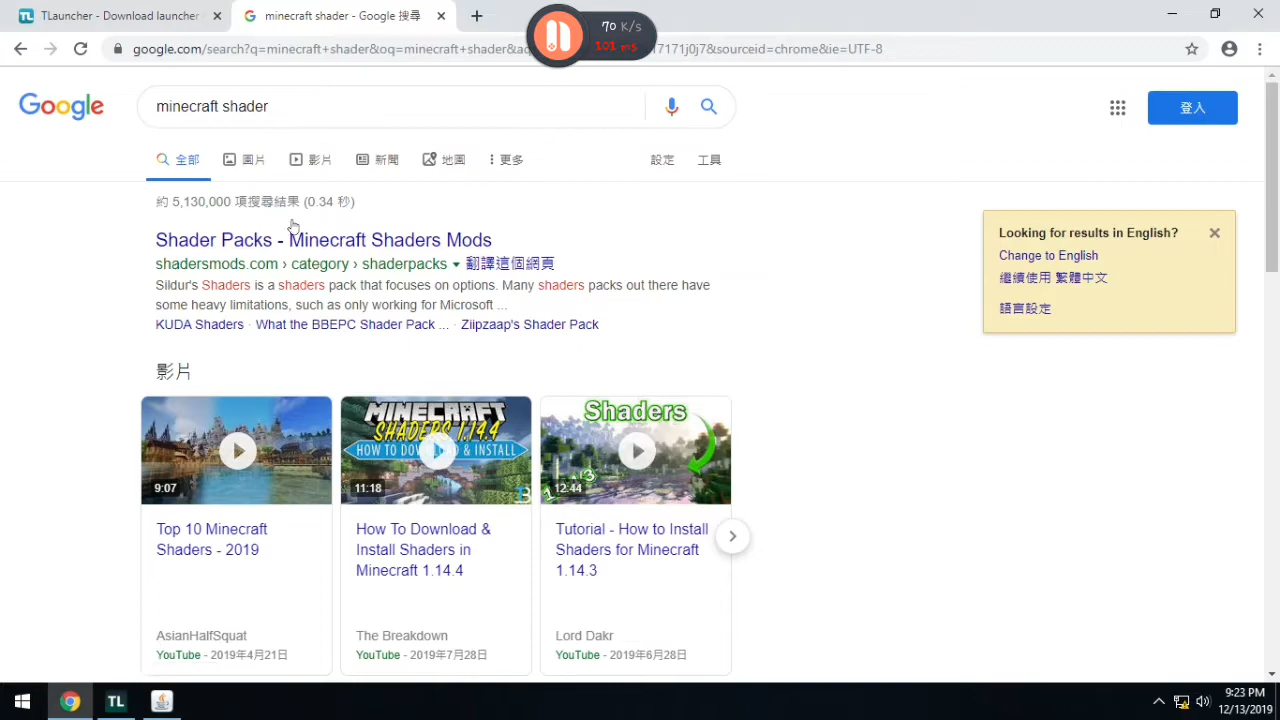 TLauncher - Download launcher
minecraft shader - Google 搜尋
70 K/s
101 ms
google.com/search?q=minecraft+shader&oq=minecraft+shader&aq
7171j0j7&sourceid=chrome&ie=UTF-8
Google
minecraft shader
登入
全部
圖片
影片
新聞
地圖
更多
設定
工具
約 5,130,000 項搜尋結果 (0.34 秒)
Shader Packs - Minecraft Shaders Mods
shadersmods.com › category › shaderpacks ▾ 翻譯這個網頁
Sildur's Shaders is a shaders pack that focuses on options. Many shaders packs out there have
some heavy limitations, such as only working for Microsoft ...
KUDA Shaders · What the BBEPC Shader Pack ... · Ziipzaap's Shader Pack
Looking for results in English?
Change to English
繼續使用 繁體中文
語言設定
影片
9:07
Top 10 Minecraft
Shaders - 2019
AsianHalfSquat
YouTube - 2019年4月21日
MINECRAFT
SHADERS 1.14.4
HOW TO DOWNLOAD & INSTALL
11:18
How To Download &
Install Shaders in
Minecraft 1.14.4
The Breakdown
YouTube - 2019年7月28日
Shaders
12:44
Tutorial - How to Install
Shaders for Minecraft
1.14.3
Lord Dakr
YouTube - 2019年6月28日
TL
9:23 PM
12/13/2019